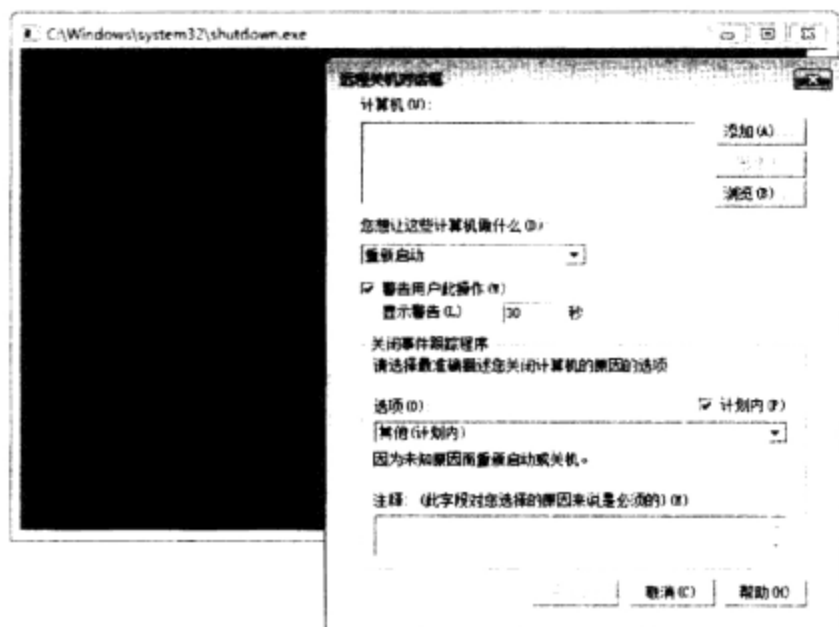 C:\Windows\system32\shutdown.exe
远程关机对话框
计算机(U):
添加(A)...
浏览(B)...
您想让这些计算机做什么(D):
重新启动
警告用户此操作(W)
显示警告(L) 30 秒
关闭事件跟踪程序
请选择最准确描述您关闭计算机的原因的选项
选项(O): 计划内(P)
其他(计划内)
因为未知原因而重新启动或关机。
注释: (此字段对您选择的原因来说是必须的)(M)
取消(C) 帮助(H)